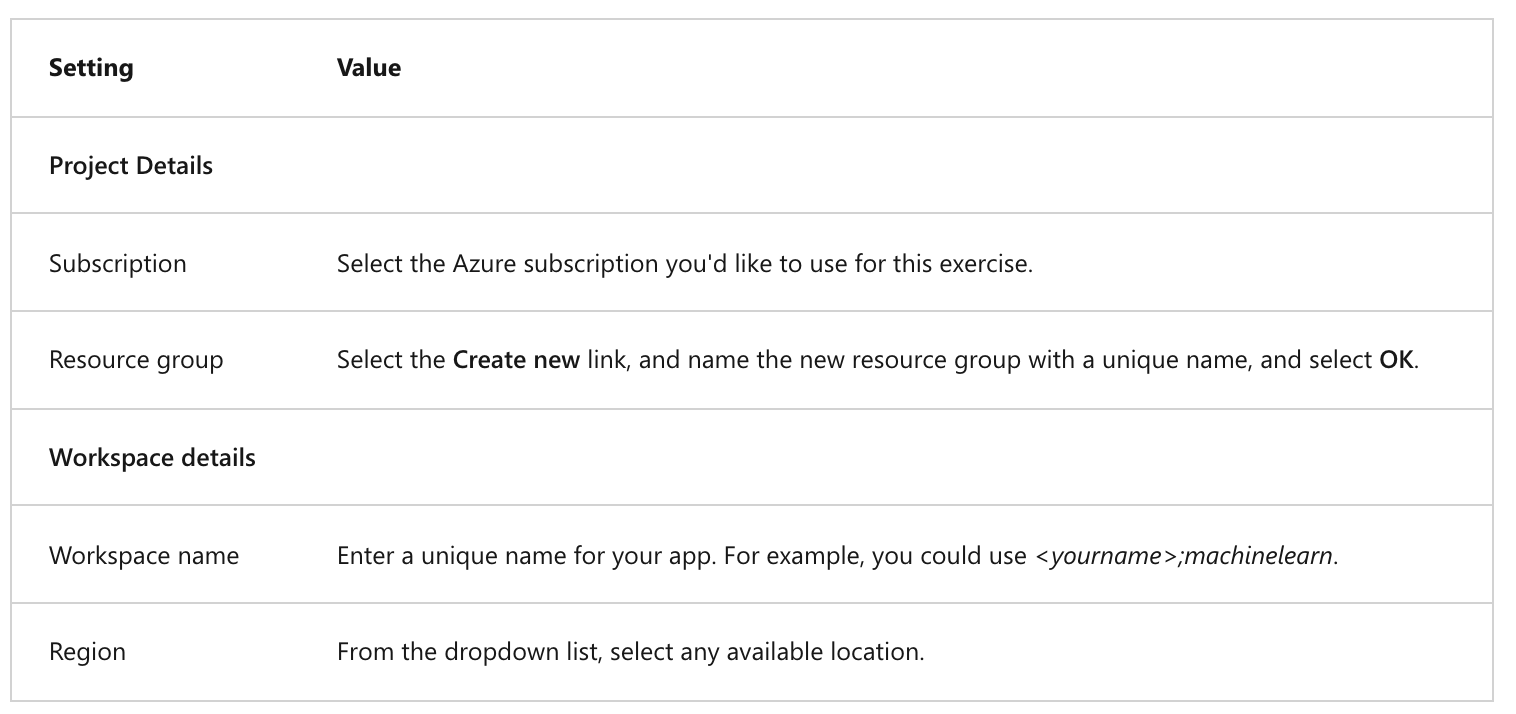 Setting Value
Project Details
Subscription Select the Azure subscription you'd like to use for this exercise.
Resource group Select the Create new link, and name the new resource group with a unique name, and select OK.
Workspace details
Workspace name Enter a unique name for your app. For example, you could use <yourname>;machinelearn.
Region From the dropdown list, select any available location.